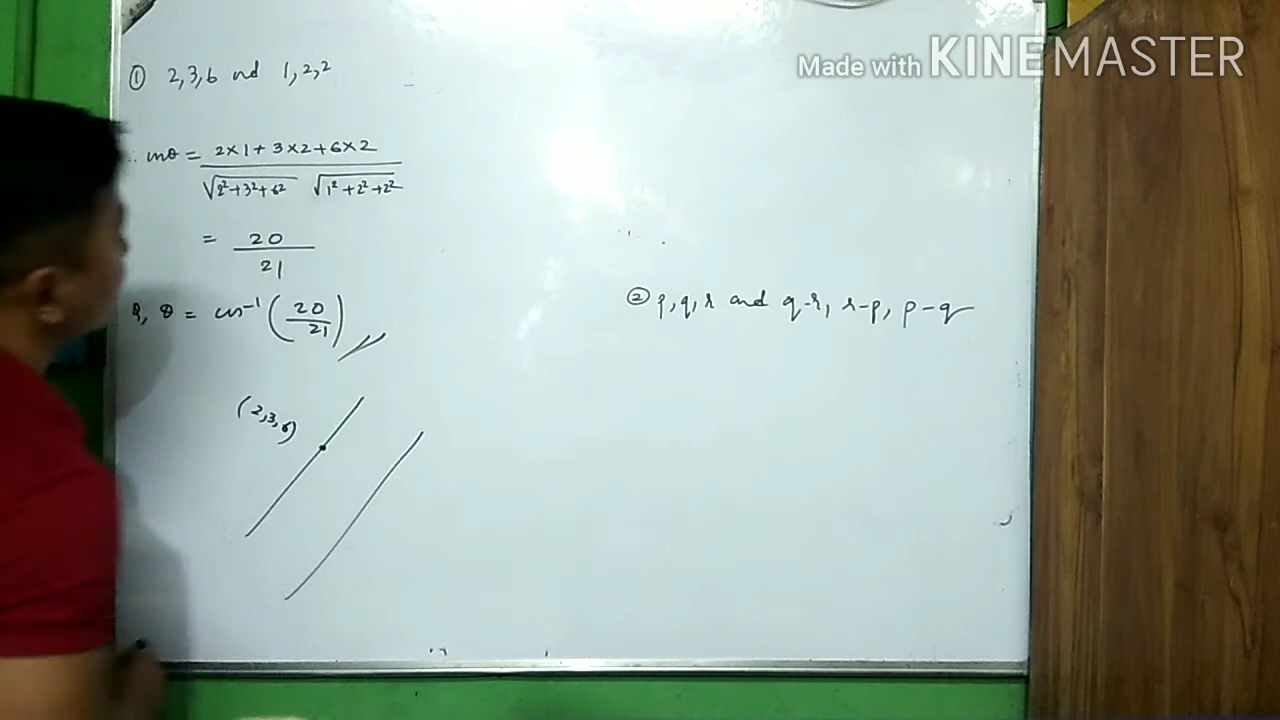 ① 2,3,6 nd 1,2,2
∴ cosθ = 2×1+3×2+6×2 / √2²+3²+6² √1²+2²+2²
= 20 / 21
θ = cos⁻¹(20/21)
(2,3,6)
② p,q,r and q-r, r-p, p-q
Made with KINEMASTER